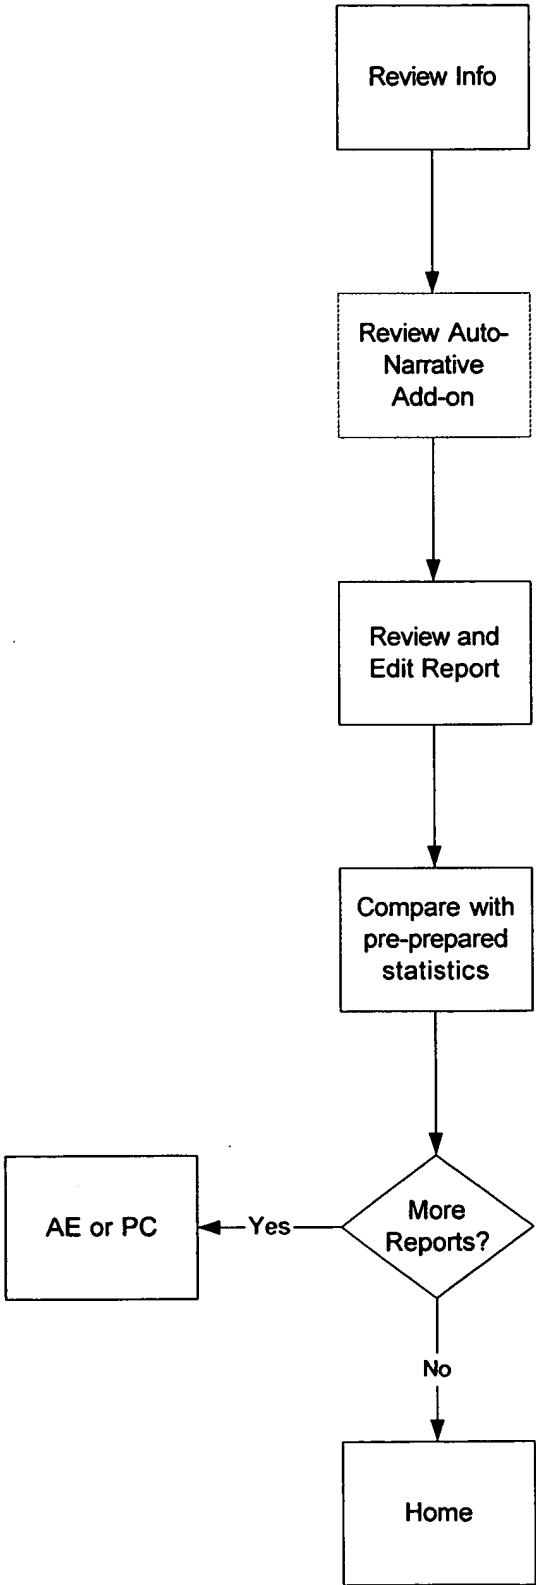 Review Info
Review Auto-
Narrative
Add-on
Review and
Edit Report
Compare with
pre-prepared
statistics
More
Reports?
Yes
AE or PC
No
Home